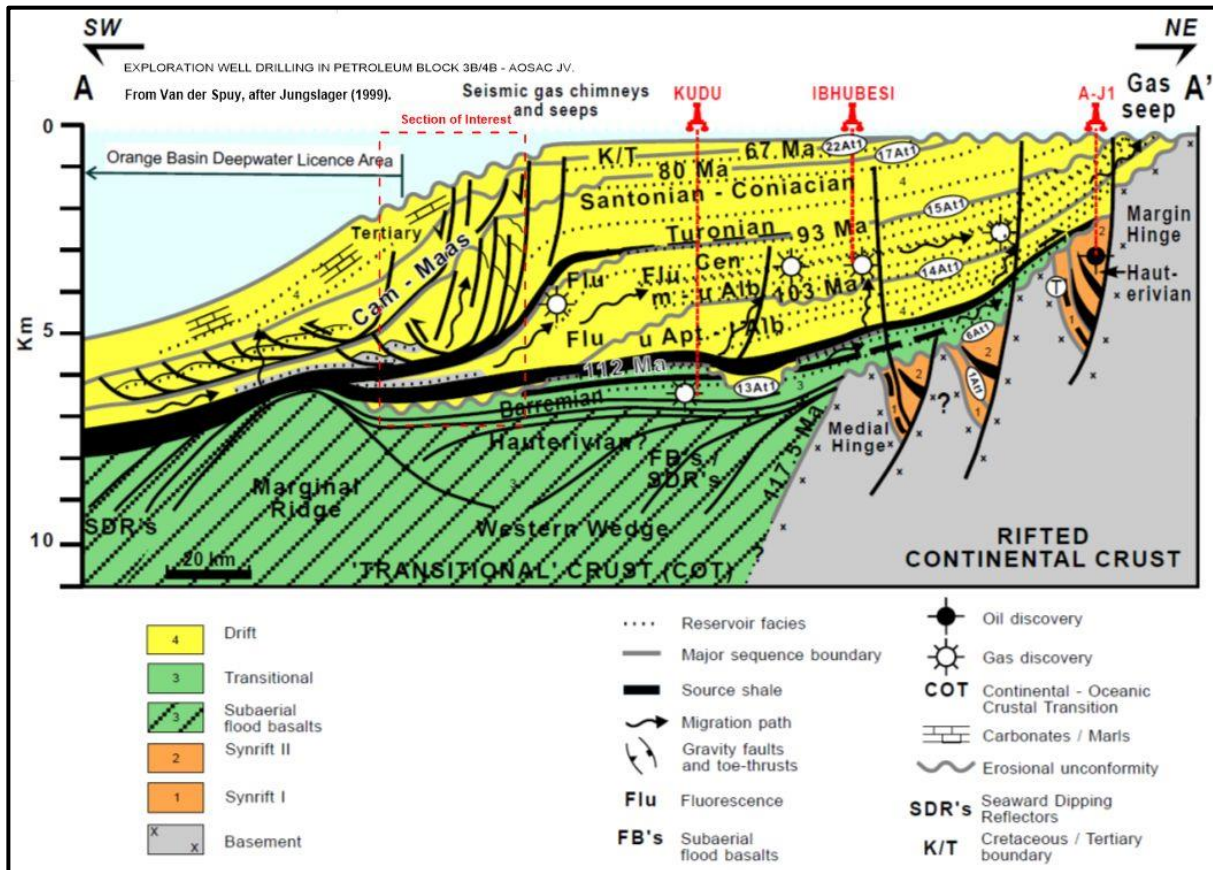 SW
NE
EXPLORATION WELL DRILLING IN PETROLEUM BLOCK 3B/4B - AOSAC JV.
A
From Van der Spuy, after Jungslager (1999).
Seismic gas chimneys
and seeps
KUDU
IBHUBESI
A-J1
Gas
seep
A'
0
Section of Interest
Orange Basin Deepwater Licence Area
K/T
67 Ma
22At1
17At1
80 Ma
Santonian - Coniacian
Tertiary
4
15At1
Turonian
93 Ma
Margin
Hinge
Cam - Maas
Flu
Flu
Cen
m - u Alb
14At1
103 Ma
Haut-
erivian
T
Km
5
Flu
u Apt. - l Alb
6At1
112 Ma
13At1
1At1
Barremian
Hauterivian?
Medial
Hinge
?
FB's /
SDR's
117.5 Ma
Marginal
Ridge
SDR's
Western Wedge
10
20 km
'TRANSITIONAL' CRUST (COT)
?
RIFTED
CONTINENTAL CRUST
4 Drift
3 Transitional
3 Subaerial
flood basalts
2 Synrift II
1 Synrift I
x x Basement
Reservoir facies
Major sequence boundary
Source shale
Migration path
Gravity faults
and toe-thrusts
Flu Fluorescence
FB's Subaerial
flood basalts
Oil discovery
Gas discovery
COT Continental - Oceanic
Crustal Transition
Carbonates / Marls
Erosional unconformity
SDR's Seaward Dipping
Reflectors
K/T Cretaceous / Tertiary
boundary